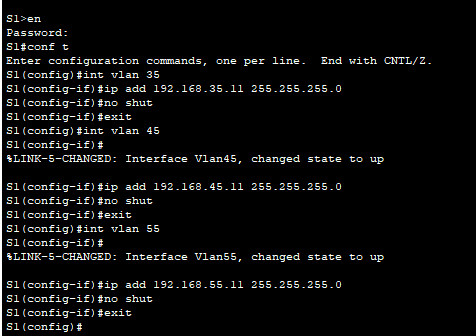 S1>en
Password:
S1#conf t
Enter configuration commands, one per line.  End with CNTL/Z.
S1(config)#int vlan 35
S1(config-if)#ip add 192.168.35.11 255.255.255.0
S1(config-if)#no shut
S1(config-if)#exit
S1(config)#int vlan 45
S1(config-if)#
%LINK-5-CHANGED: Interface Vlan45, changed state to up
S1(config-if)#ip add 192.168.45.11 255.255.255.0
S1(config-if)#no shut
S1(config-if)#exit
S1(config)#int vlan 55
S1(config-if)#
%LINK-5-CHANGED: Interface Vlan55, changed state to up
S1(config-if)#ip add 192.168.55.11 255.255.255.0
S1(config-if)#no shut
S1(config-if)#exit
S1(config)#